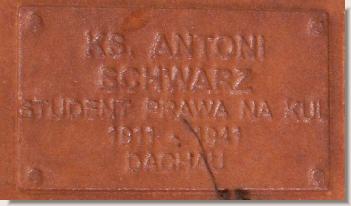 KS. ANTONI
SCHWARZ
STUDENT PRAWA NA KUL
1911 - 1941
DACHAU